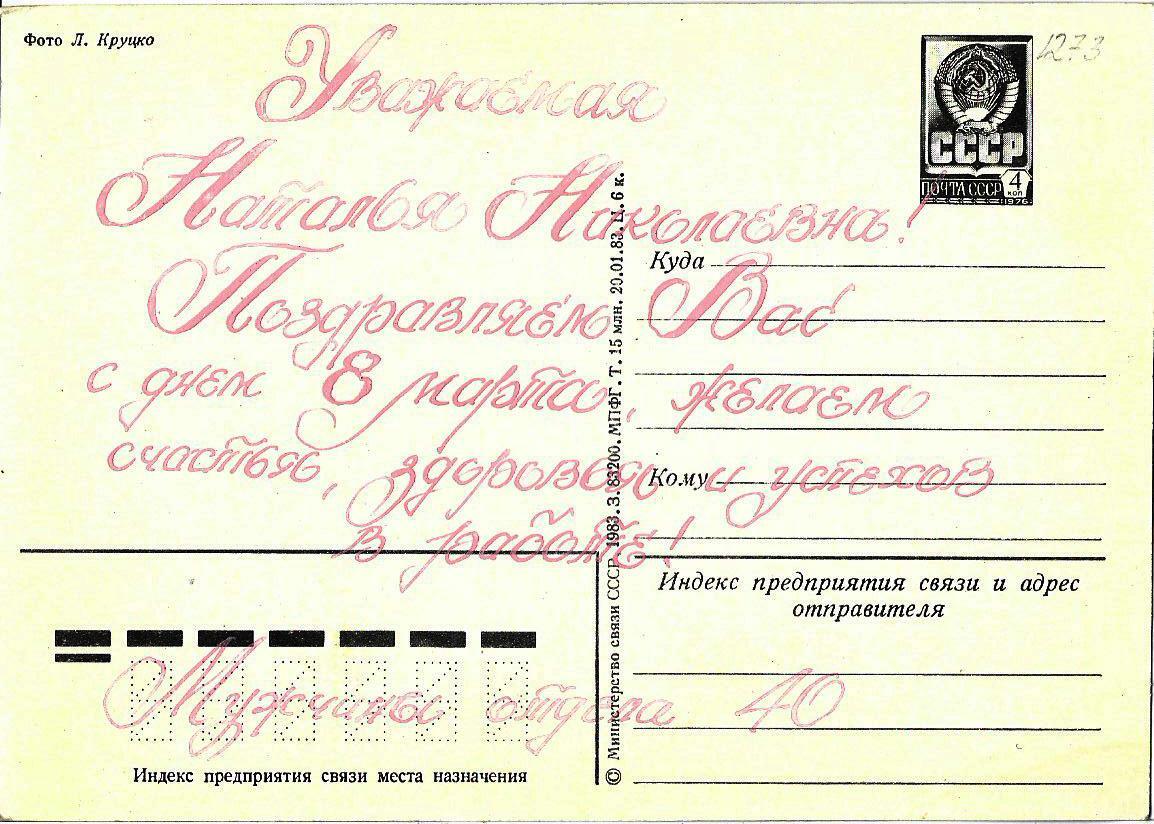 Фото Л. Круцко
1273
СССР
ПОЧТА СССР 4 КОП
1976
Уважаемая
Наталья Николаевна!
Поздравляем Вас
с днем 8 марта, желаем
счастья, здоровья и успехов
в работе!
Мужчины отдела 40
Куда
Кому
Индекс предприятия связи и адрес
отправителя
Индекс предприятия связи места назначения
© Министерство связи СССР. 1983. З. 83200. МПФГ. Т. 15 млн. 20.01.83. Ц. 6 к.